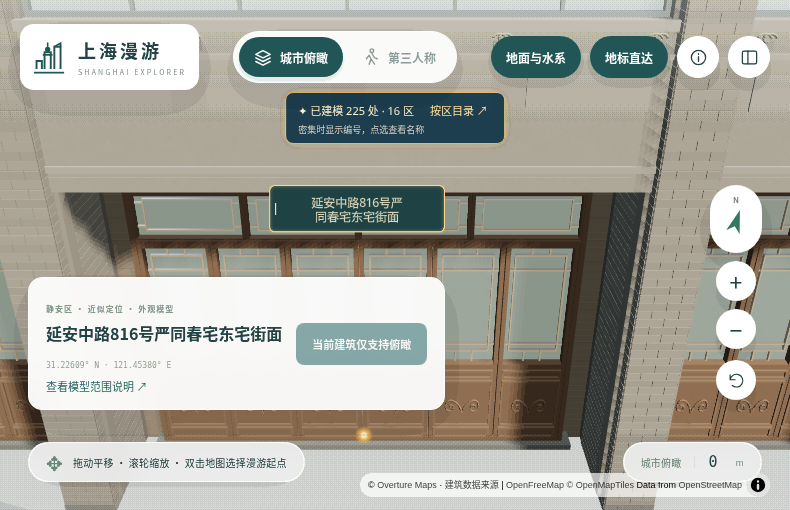 上海漫游
SHANGHAI EXPLORER
城市俯瞰
第三人称
地面与水系
地标直达
✦ 已建模 225 处 · 16 区 按区目录 ↗
密集时显示编号，点选查看名称
延安中路816号严
同春宅东宅街面
N
静安区 · 近似定位 · 外观模型
延安中路816号严同春宅东宅街面
当前建筑仅支持俯瞰
31.22609° N · 121.45380° E
查看模型范围说明 ↗
拖动平移 · 滚轮缩放 · 双击地图选择漫游起点
城市俯瞰 0 m
© Overture Maps · 建筑数据来源 | OpenFreeMap © OpenMapTiles Data from OpenStreetMap